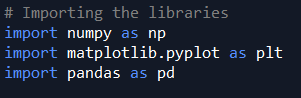 # Importing the libraries
import numpy as np
import matplotlib.pyplot as plt
import pandas as pd